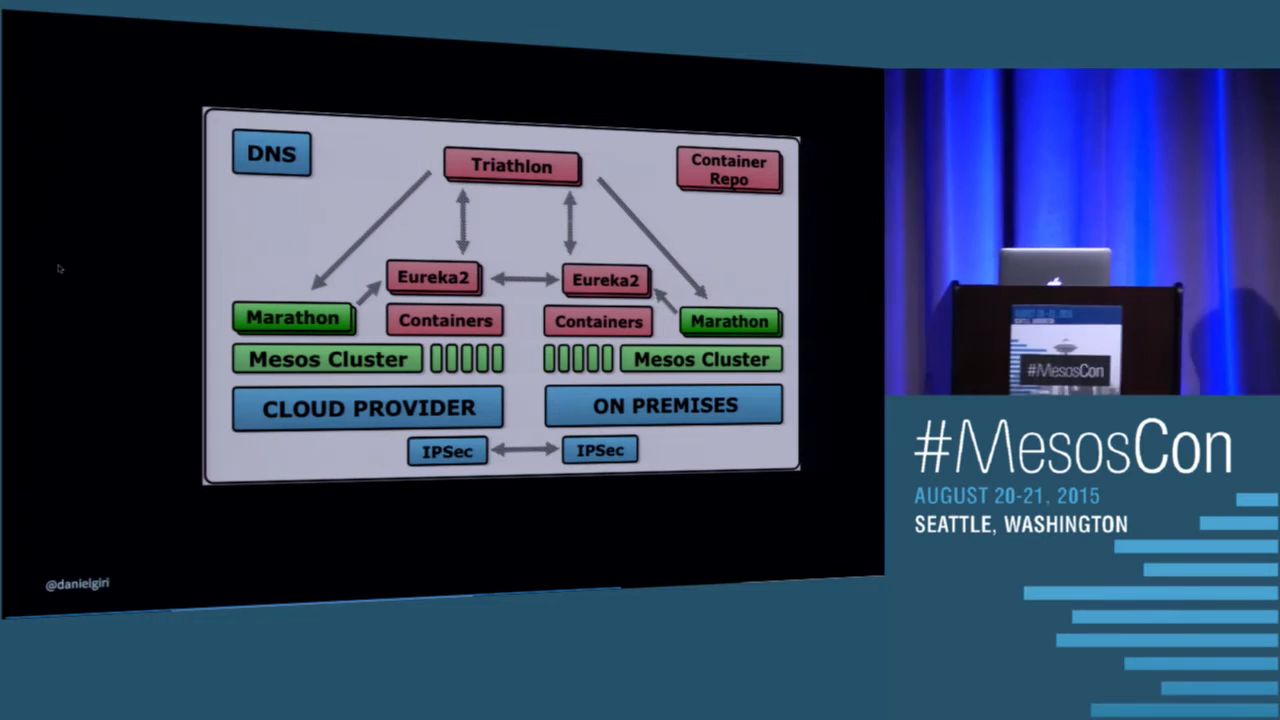 DNS
Triathlon
Container
Repo
Eureka2
Eureka2
Marathon
Containers
Containers
Marathon
Mesos Cluster
Mesos Cluster
CLOUD PROVIDER
ON PREMISES
IPSec
IPSec
@danielgiri
#MesosCon
#MesosCon
AUGUST 20-21, 2015
SEATTLE, WASHINGTON